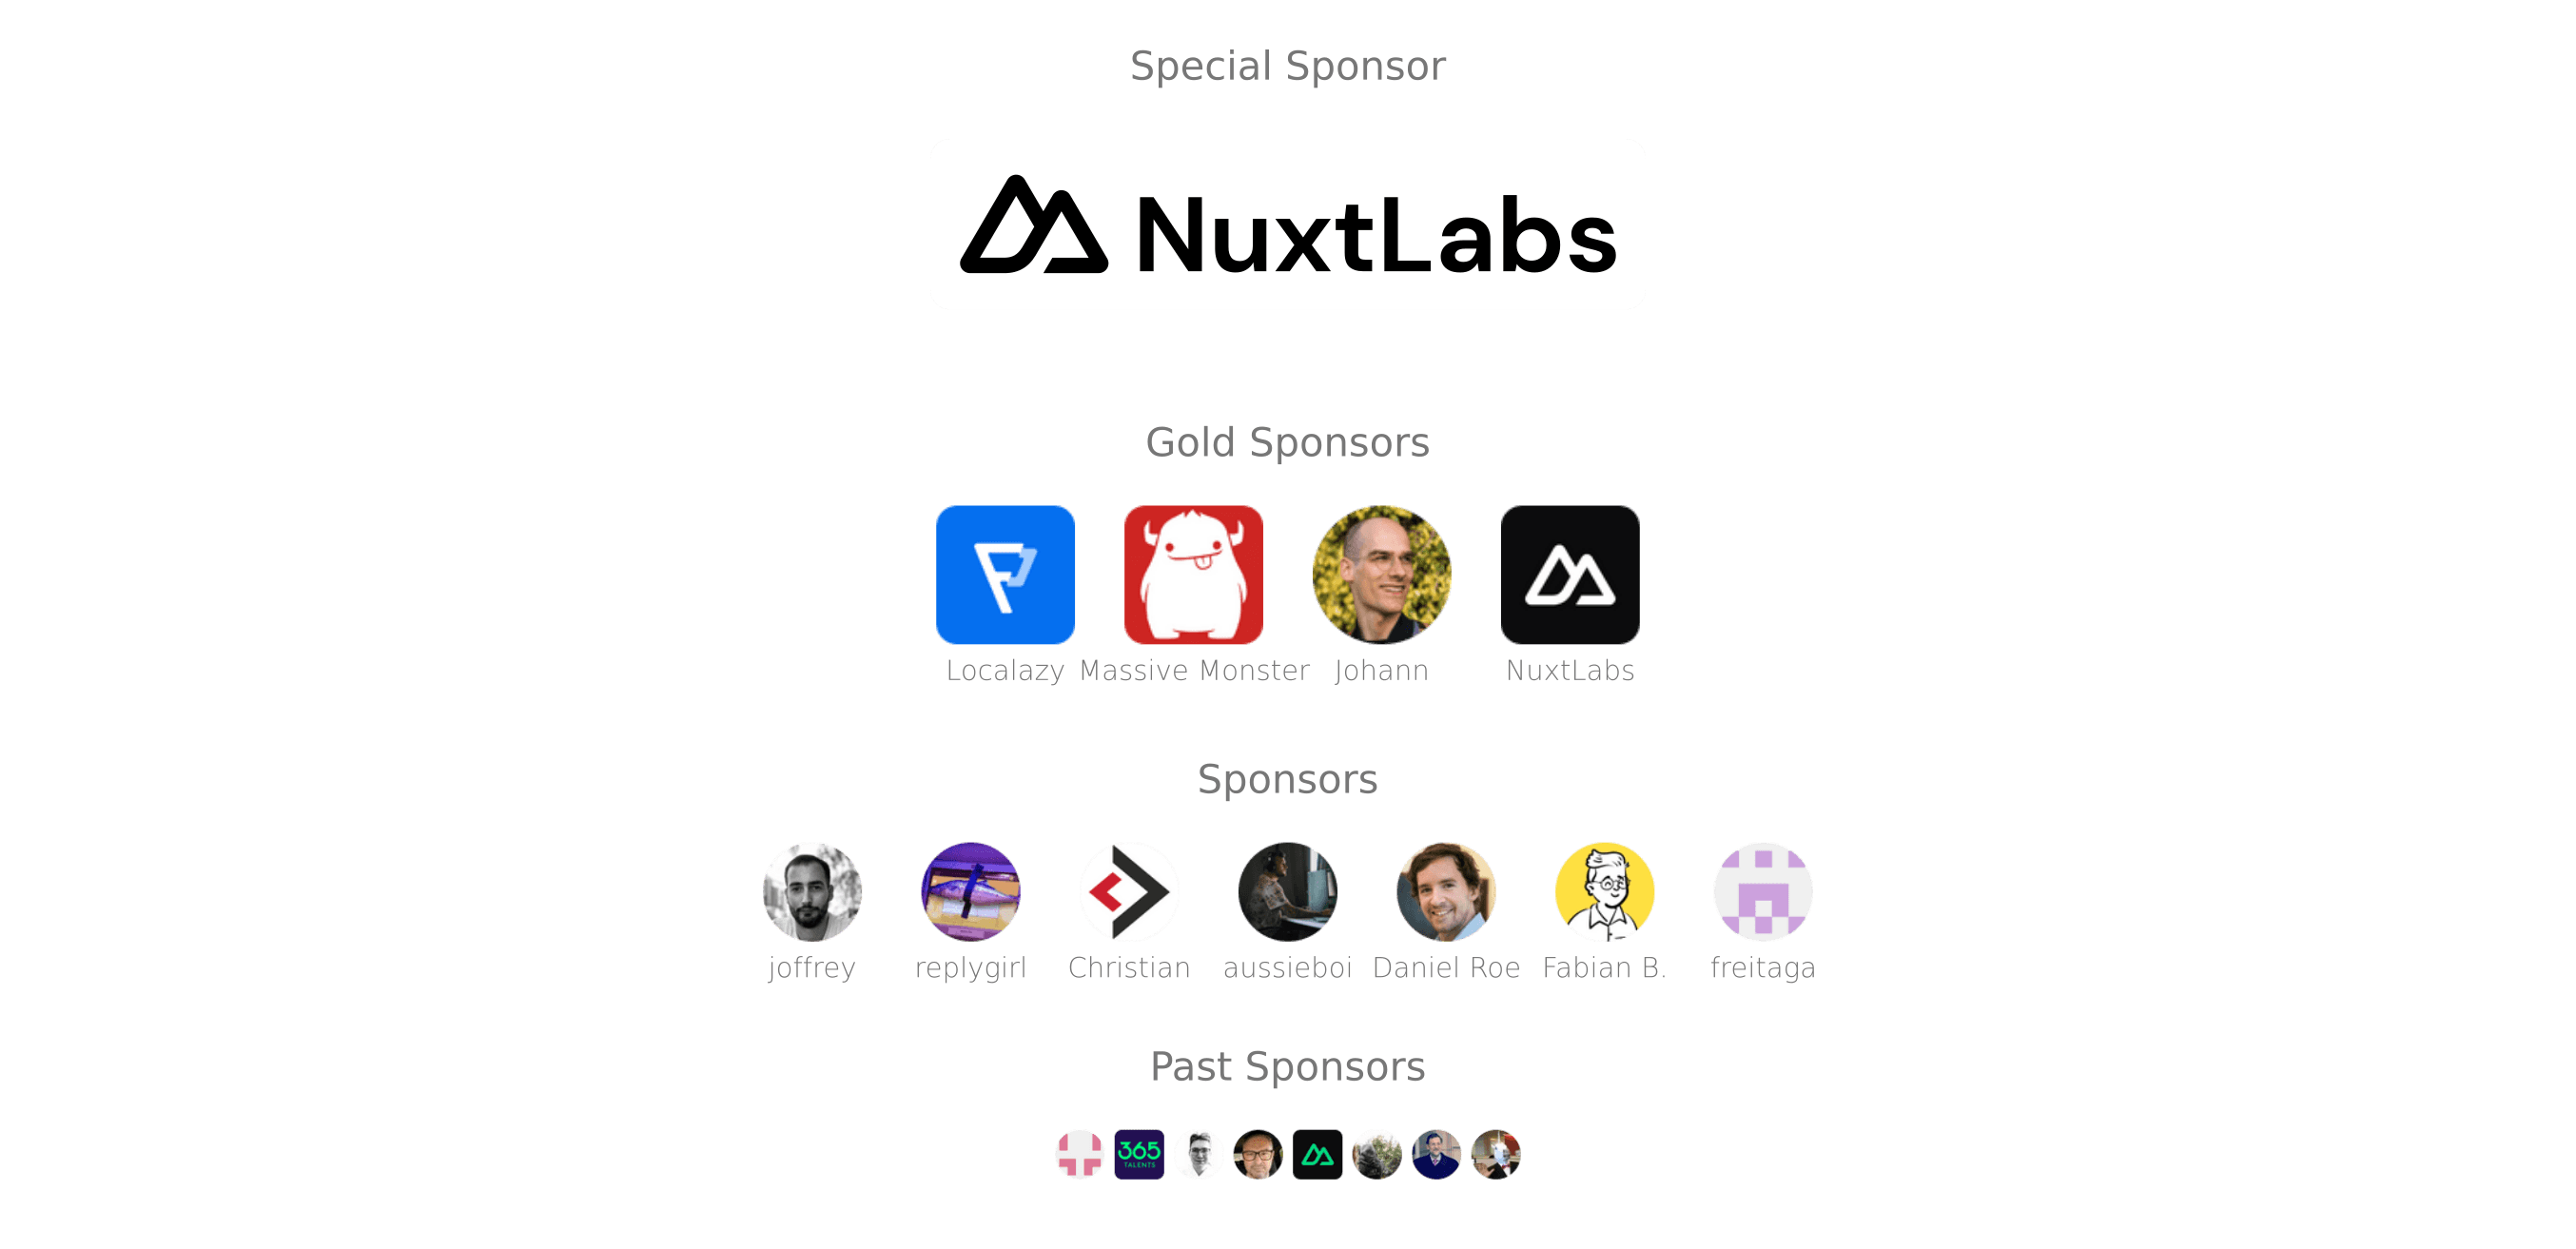 Special Sponsor
NuxtLabs
Gold Sponsors
Localazy Massive Monster Johann NuxtLabs
Sponsors
joffrey replygirl Christian aussieboi Daniel Roe Fabian B. freitaga
Past Sponsors
365
TALENTS